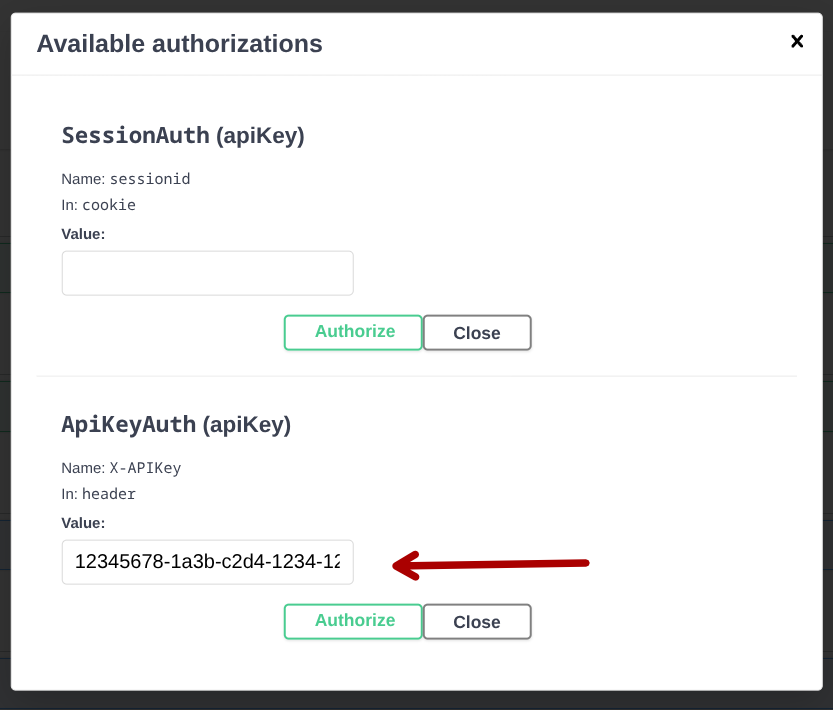 Available authorizations
SessionAuth (apiKey)
Name: sessionid
In: cookie
Value:
Authorize Close
ApiKeyAuth (apiKey)
Name: X-APIKey
In: header
Value:
12345678-1a3b-c2d4-1234-12
Authorize Close